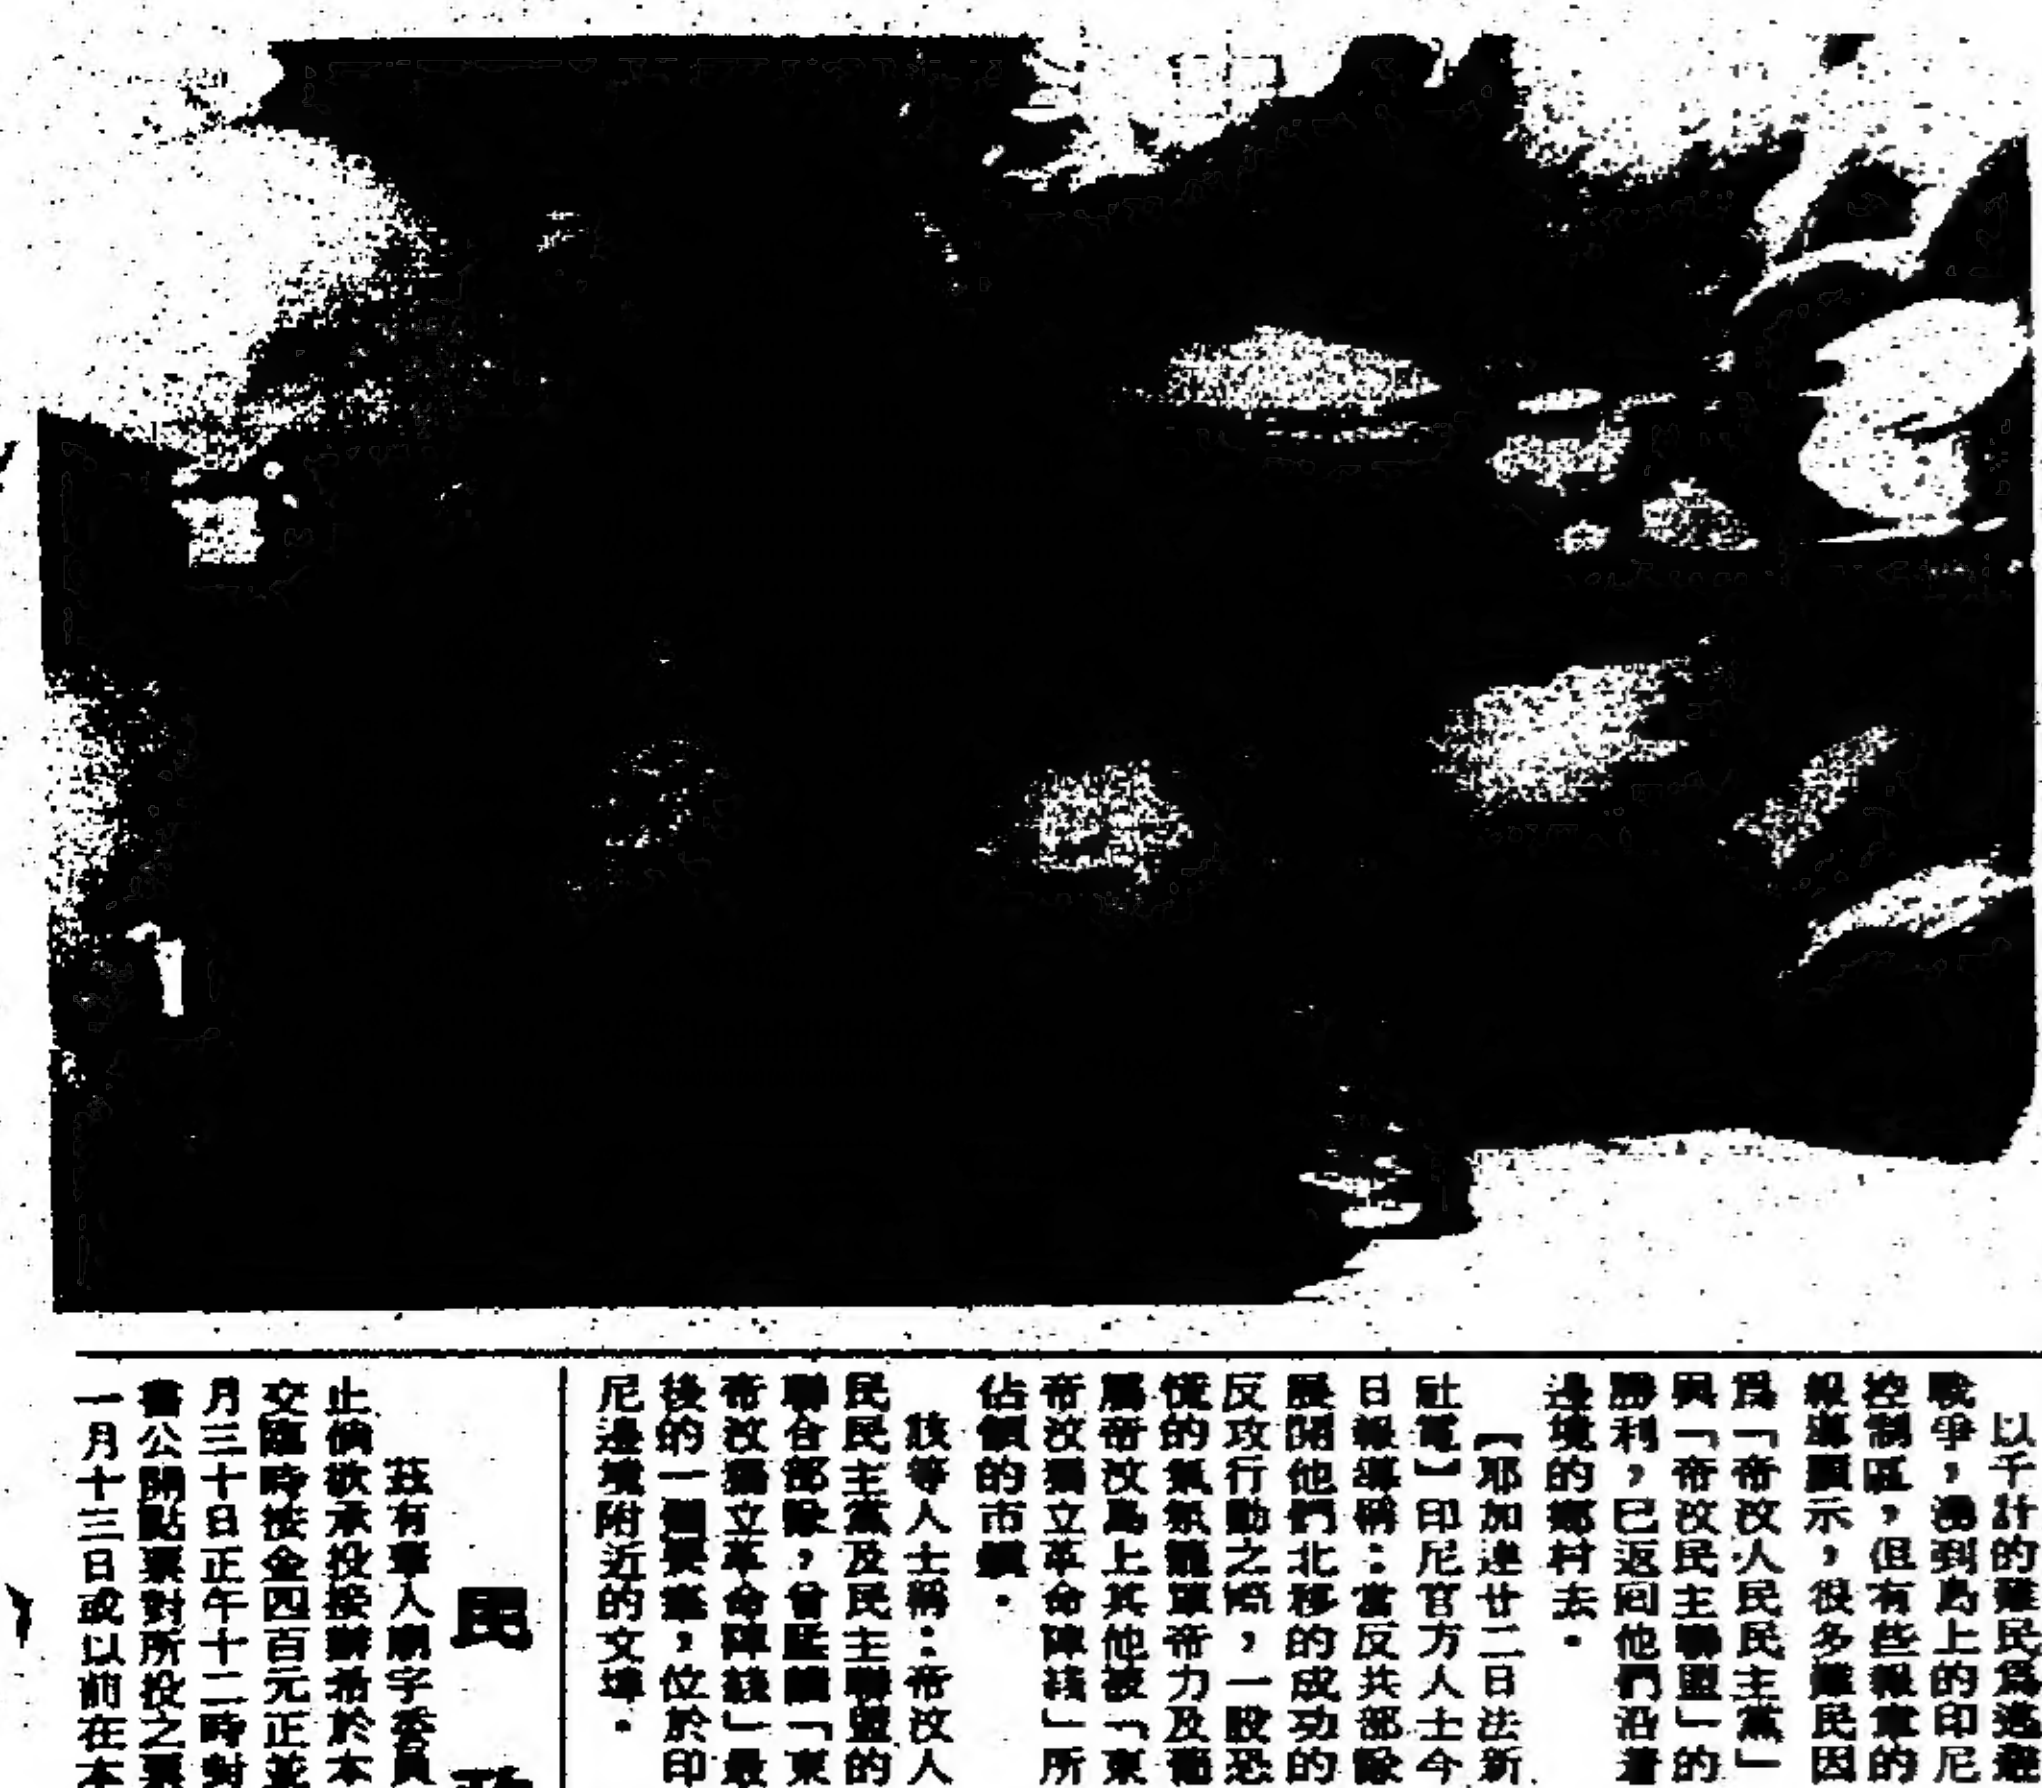 以千計的難民爲逃避
戰爭，湧到島上的印尼
控制區，但有些報章的
報導顯示，很多難民因
爲「帝汶人民民主黨」
與「帝汶民主聯盟」的
勝利，已返回他們沿着
邊境的鄉村去。
【耶加達廿二日法新
社電】印尼官方人士今
日報導稱：當反共部隊
展開他們北移的成功的
反攻行動之際，一股恐
慌的氣氛籠罩帝力及葡
屬帝汶島上其他被「東
帝汶獨立革命陣綫」所
佔領的市鎮。
該等人士稱：帝汶人
民民主黨及民主聯盟的
聯合部隊，曾「東
帝汶獨立革命陣綫」最
後的一個，位於印
尼邊境附近的文埠。
民
政
茲有華人廟宇委員
止倘欲承投接辦希於本
交臨時按金四百元正並
月三十日正午十二時對
書公開點票對所投之票
一月十三日或以前在本